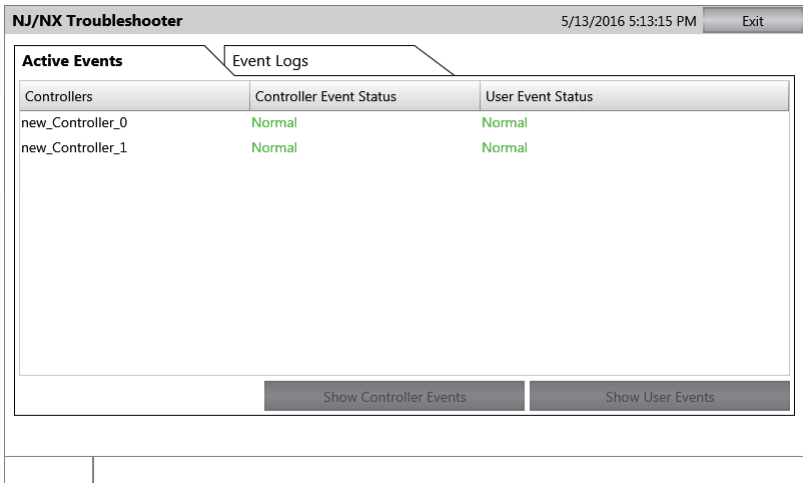 NJ/NX Troubleshooter 5/13/2016 5:13:15 PM Exit
Active Events Event Logs
Controllers Controller Event Status User Event Status
new_Controller_0 Normal Normal
new_Controller_1 Normal Normal
Show Controller Events Show User Events